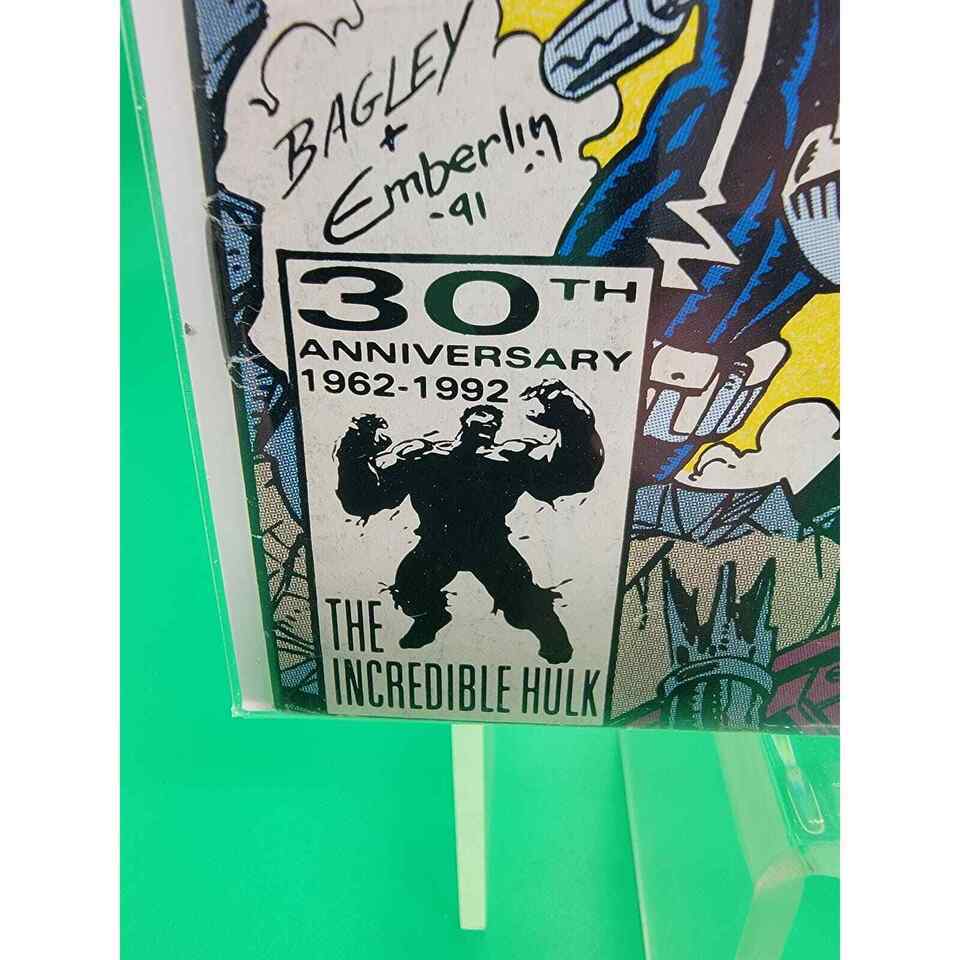 BAGLEY
+
Emberlin
-91
30TH
ANNIVERSARY
1962-1992
THE
INCREDIBLE HULK